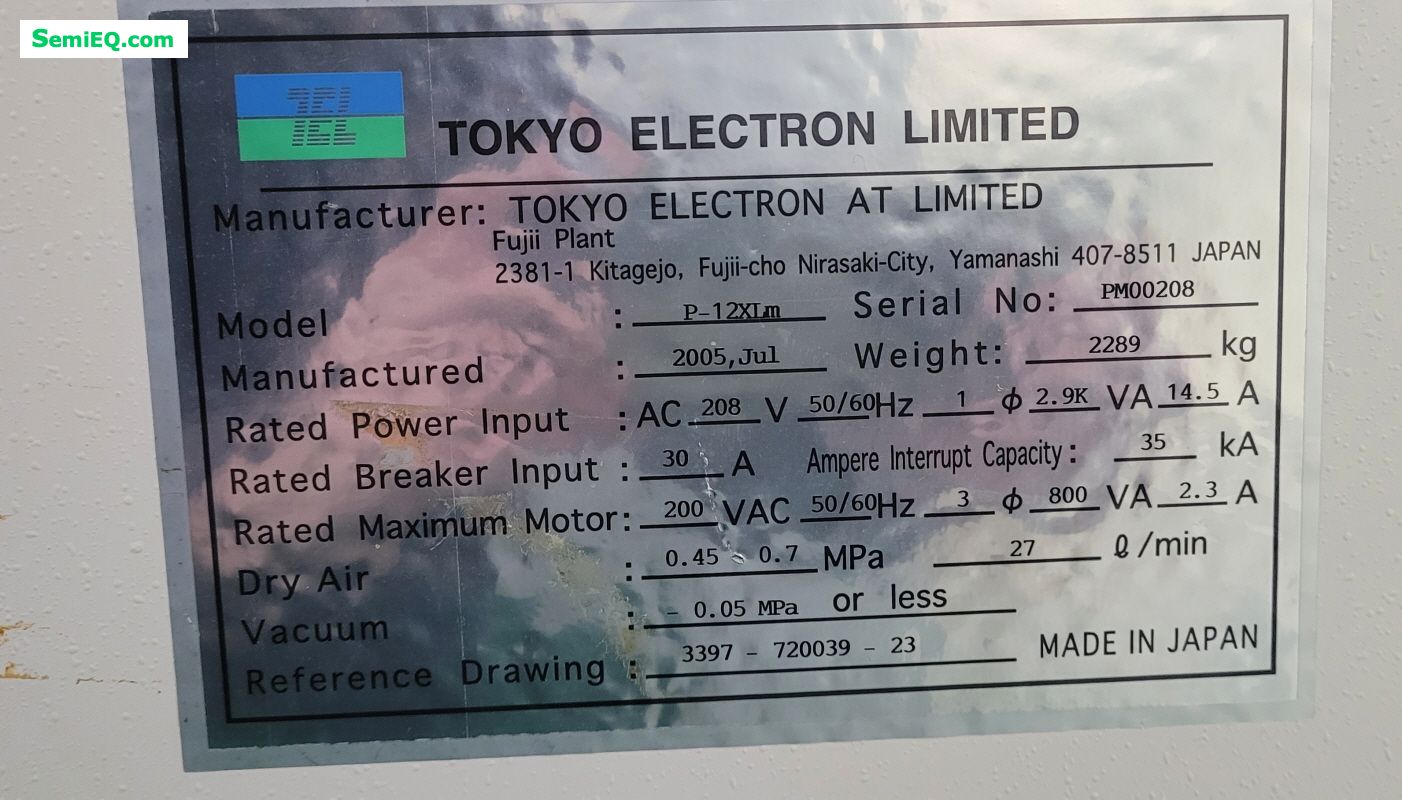 SemiEQ.com
TEL
TOKYO ELECTRON LIMITED
Manufacturer: TOKYO ELECTRON AT LIMITED
Fujii Plant
2381-1 Kitagejo, Fujii-cho Nirasaki-City, Yamanashi 407-8511 JAPAN
Model : P-12XLm Serial No: PM00208
Manufactured : 2005,Jul Weight: 2289 kg
Rated Power Input : AC 208 V 50/60Hz 1 ϕ 2.9K VA 14.5 A
Rated Breaker Input : 30 A Ampere Interrupt Capacity : 35 kA
Rated Maximum Motor: 200 VAC 50/60Hz 3 ϕ 800 VA 2.3 A
Dry Air : 0.45 ~ 0.7 MPa 27 ℓ/min
Vacuum : - 0.05 MPa or less
Reference Drawing : 3397 - 720039 - 23 MADE IN JAPAN